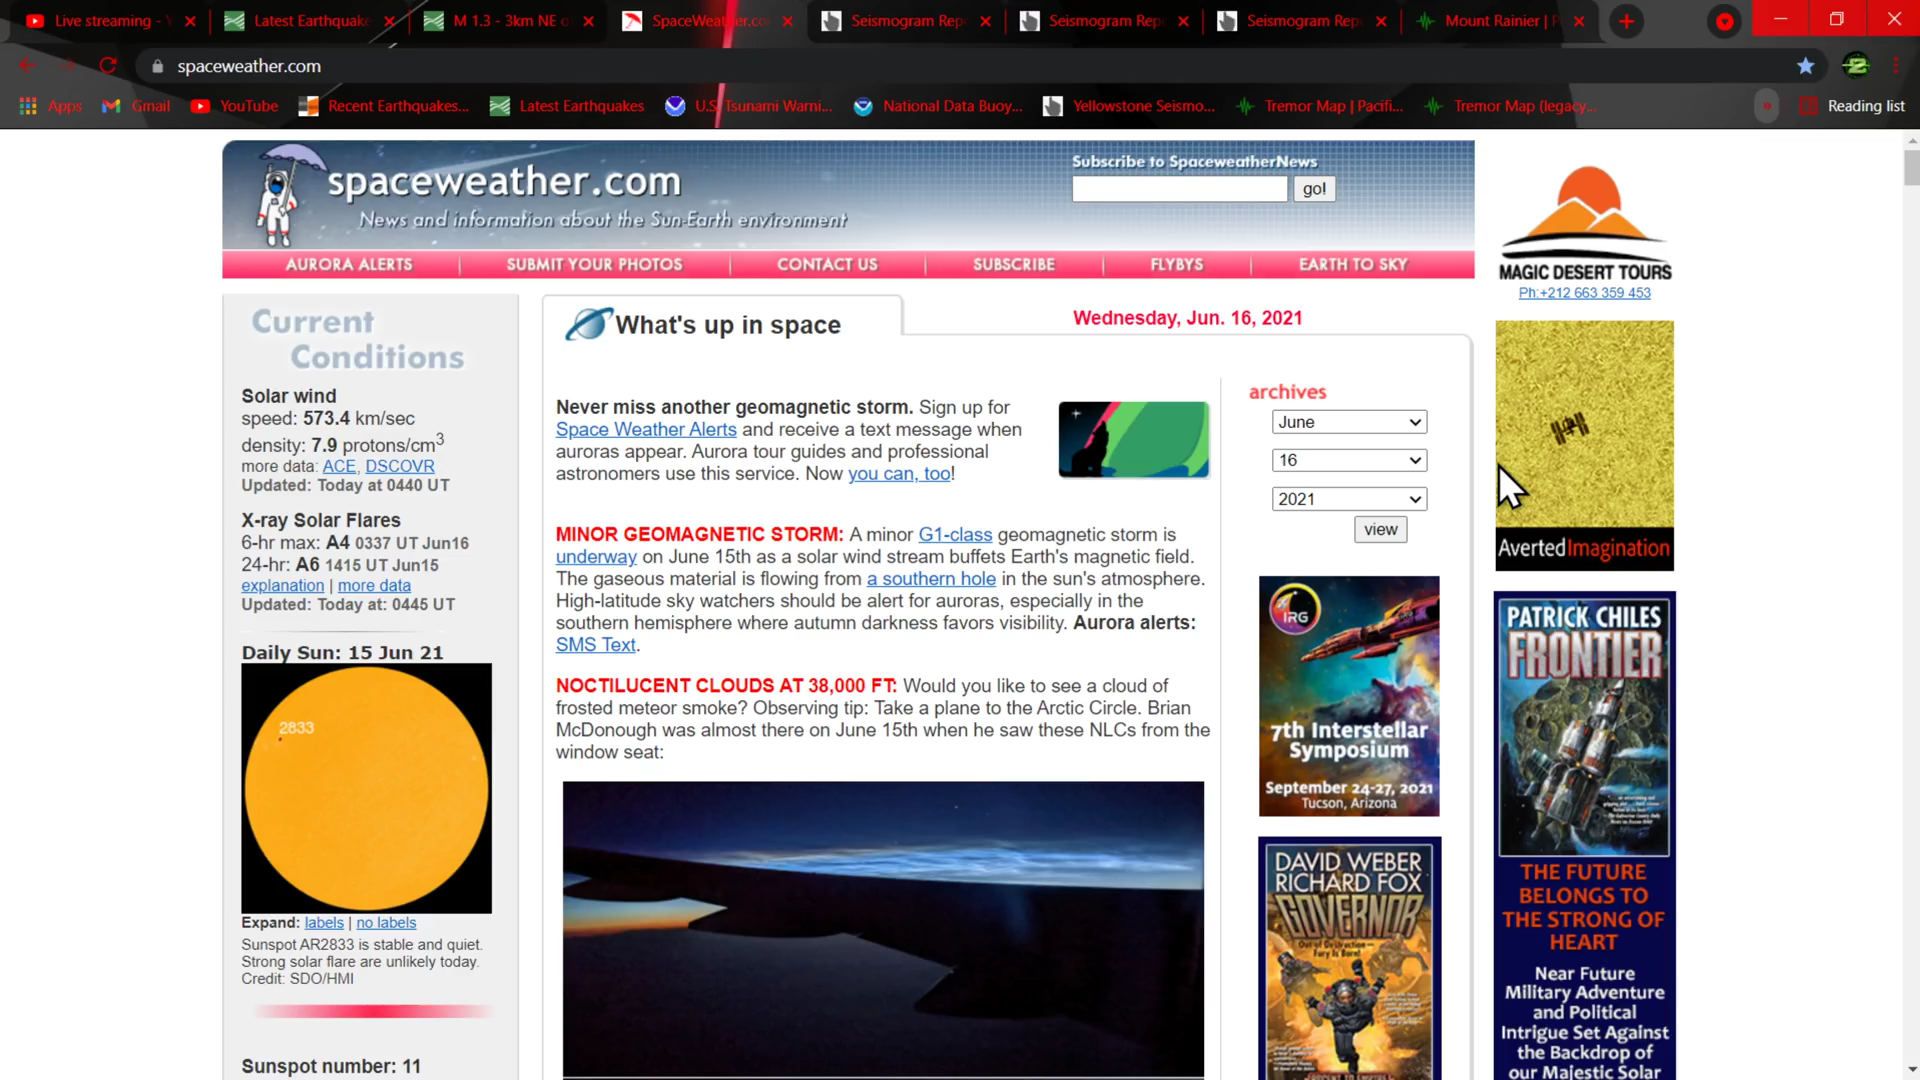 Live streaming - Y
Latest Earthquake
M 1.3 - 3km NE o
SpaceWeather.co
Seismogram Rep
Seismogram Rep
Seismogram Rep
Mount Rainier | P
spaceweather.com
Apps
Gmail
YouTube
Recent Earthquakes...
Latest Earthquakes
U.S. Tsunami Warni...
National Data Buoy...
Yellowstone Seismo...
Tremor Map | Pacifi...
Tremor Map (legacy...
»
Reading list
spaceweather.com
News and information about the Sun-Earth environment
Subscribe to SpaceweatherNews
go!
AURORA ALERTS
SUBMIT YOUR PHOTOS
CONTACT US
SUBSCRIBE
FLYBYS
EARTH TO SKY
MAGIC DESERT TOURS
Ph:+212 663 359 453
Current
Conditions
Solar wind
speed: 573.4 km/sec
density: 7.9 protons/cm3
more data: ACE, DSCOVR
Updated: Today at 0440 UT
X-ray Solar Flares
6-hr max: A4 0337 UT Jun16
24-hr: A6 1415 UT Jun15
explanation | more data
Updated: Today at: 0445 UT
Daily Sun: 15 Jun 21
2833
Expand: labels | no labels
Sunspot AR2833 is stable and quiet.
Strong solar flare are unlikely today.
Credit: SDO/HMI
Sunspot number: 11
What's up in space
Wednesday, Jun. 16, 2021
Never miss another geomagnetic storm. Sign up for
Space Weather Alerts and receive a text message when
auroras appear. Aurora tour guides and professional
astronomers use this service. Now you can, too!
MINOR GEOMAGNETIC STORM: A minor G1-class geomagnetic storm is
underway on June 15th as a solar wind stream buffets Earth's magnetic field.
The gaseous material is flowing from a southern hole in the sun's atmosphere.
High-latitude sky watchers should be alert for auroras, especially in the
southern hemisphere where autumn darkness favors visibility. Aurora alerts:
SMS Text.
NOCTILUCENT CLOUDS AT 38,000 FT: Would you like to see a cloud of
frosted meteor smoke? Observing tip: Take a plane to the Arctic Circle. Brian
McDonough was almost there on June 15th when he saw these NLCs from the
window seat:
archives
June
16
2021
view
IRG
7th Interstellar
Symposium
September 24-27, 2021
Tucson, Arizona
DAVID WEBER
RICHARD FOX
GOVERNOR
AvertedImagination
PATRICK CHILES
FRONTIER
THE FUTURE
BELONGS TO
THE STRONG OF
HEART
Near Future
Military Adventure
and Political
Intrigue Set Against
the Backdrop of
our Majestic Solar